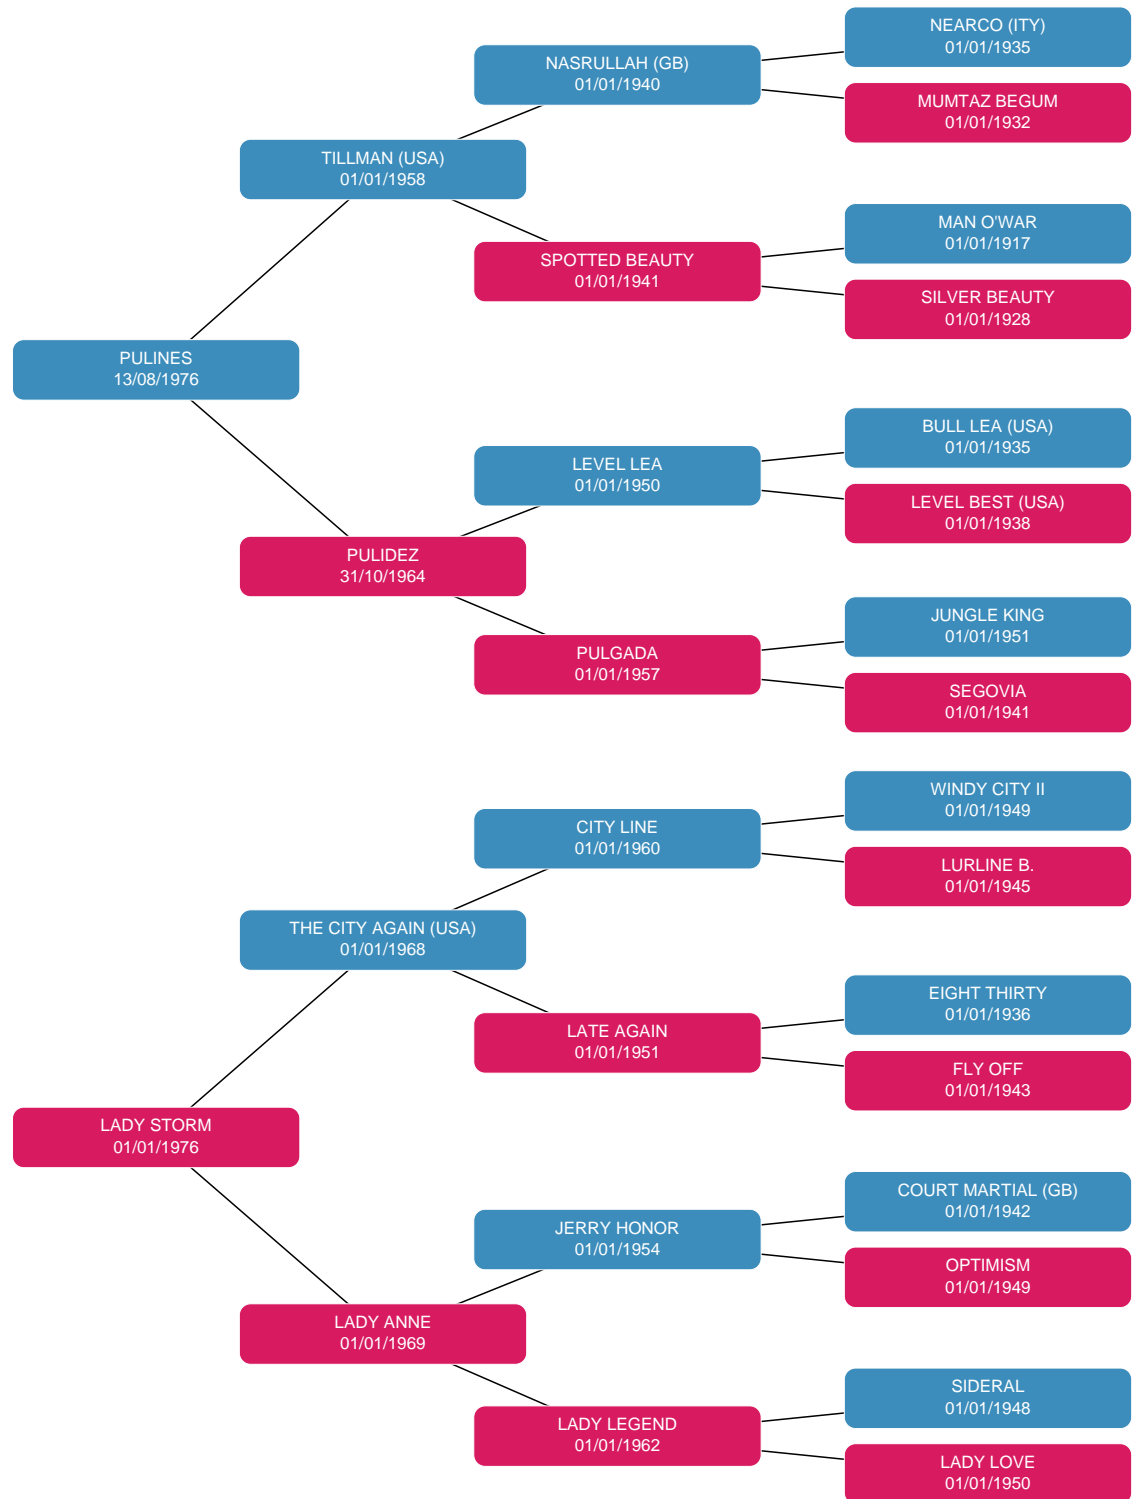 NEARCO (ITY)
01/01/1935
NASRULLAH (GB)
01/01/1940
MUMTAZ BEGUM
01/01/1932
TILLMAN (USA)
01/01/1958
MAN O'WAR
01/01/1917
SPOTTED BEAUTY
01/01/1941
SILVER BEAUTY
01/01/1928
PULINES
13/08/1976
BULL LEA (USA)
01/01/1935
LEVEL LEA
01/01/1950
LEVEL BEST (USA)
01/01/1938
PULIDEZ
31/10/1964
JUNGLE KING
01/01/1951
PULGADA
01/01/1957
SEGOVIA
01/01/1941
WINDY CITY II
01/01/1949
CITY LINE
01/01/1960
LURLINE B.
01/01/1945
THE CITY AGAIN (USA)
01/01/1968
EIGHT THIRTY
01/01/1936
LATE AGAIN
01/01/1951
FLY OFF
01/01/1943
LADY STORM
01/01/1976
COURT MARTIAL (GB)
01/01/1942
JERRY HONOR
01/01/1954
OPTIMISM
01/01/1949
LADY ANNE
01/01/1969
SIDERAL
01/01/1948
LADY LEGEND
01/01/1962
LADY LOVE
01/01/1950